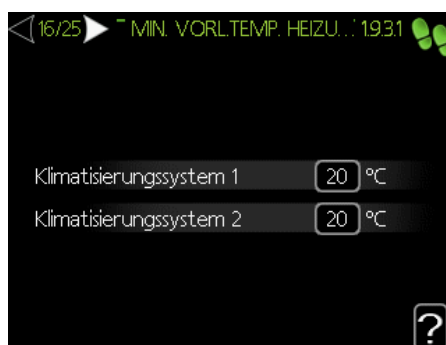 16/25 MIN. VORL.TEMP. HEIZU... 1.9.3.1
Klimatisierungssystem 1 20 °C
Klimatisierungssystem 2 20 °C
?